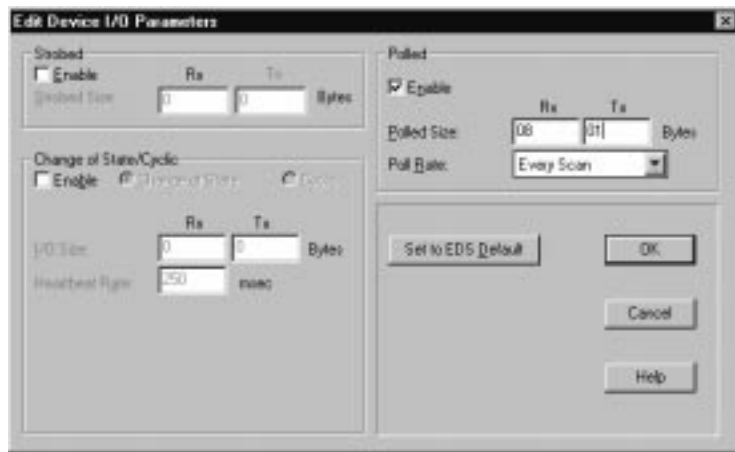 Edit Device I/O Parameters
Strobed
Enable
Rx Tx
Strobed Size: 0 0 Bytes
Change of State/Cyclic
Enable Change of State Cyclic
Rx Tx
I/O Size: 0 0 Bytes
Heartbeat Rate: 250 msec
Polled
Enable
Rx Tx
Polled Size: 08 01 Bytes
Poll Rate: Every Scan
Set to EDS Default
OK
Cancel
Help